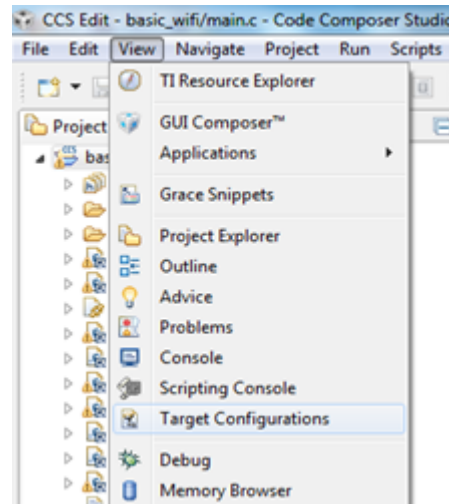 CCS Edit - basic_wifi/main.c - Code Composer Studio
File Edit View Navigate Project Run Scripts
TI Resource Explorer
Project
GUI Composer™
bas
Applications
Grace Snippets
Project Explorer
Outline
Advice
Problems
Console
Scripting Console
Target Configurations
Debug
Memory Browser